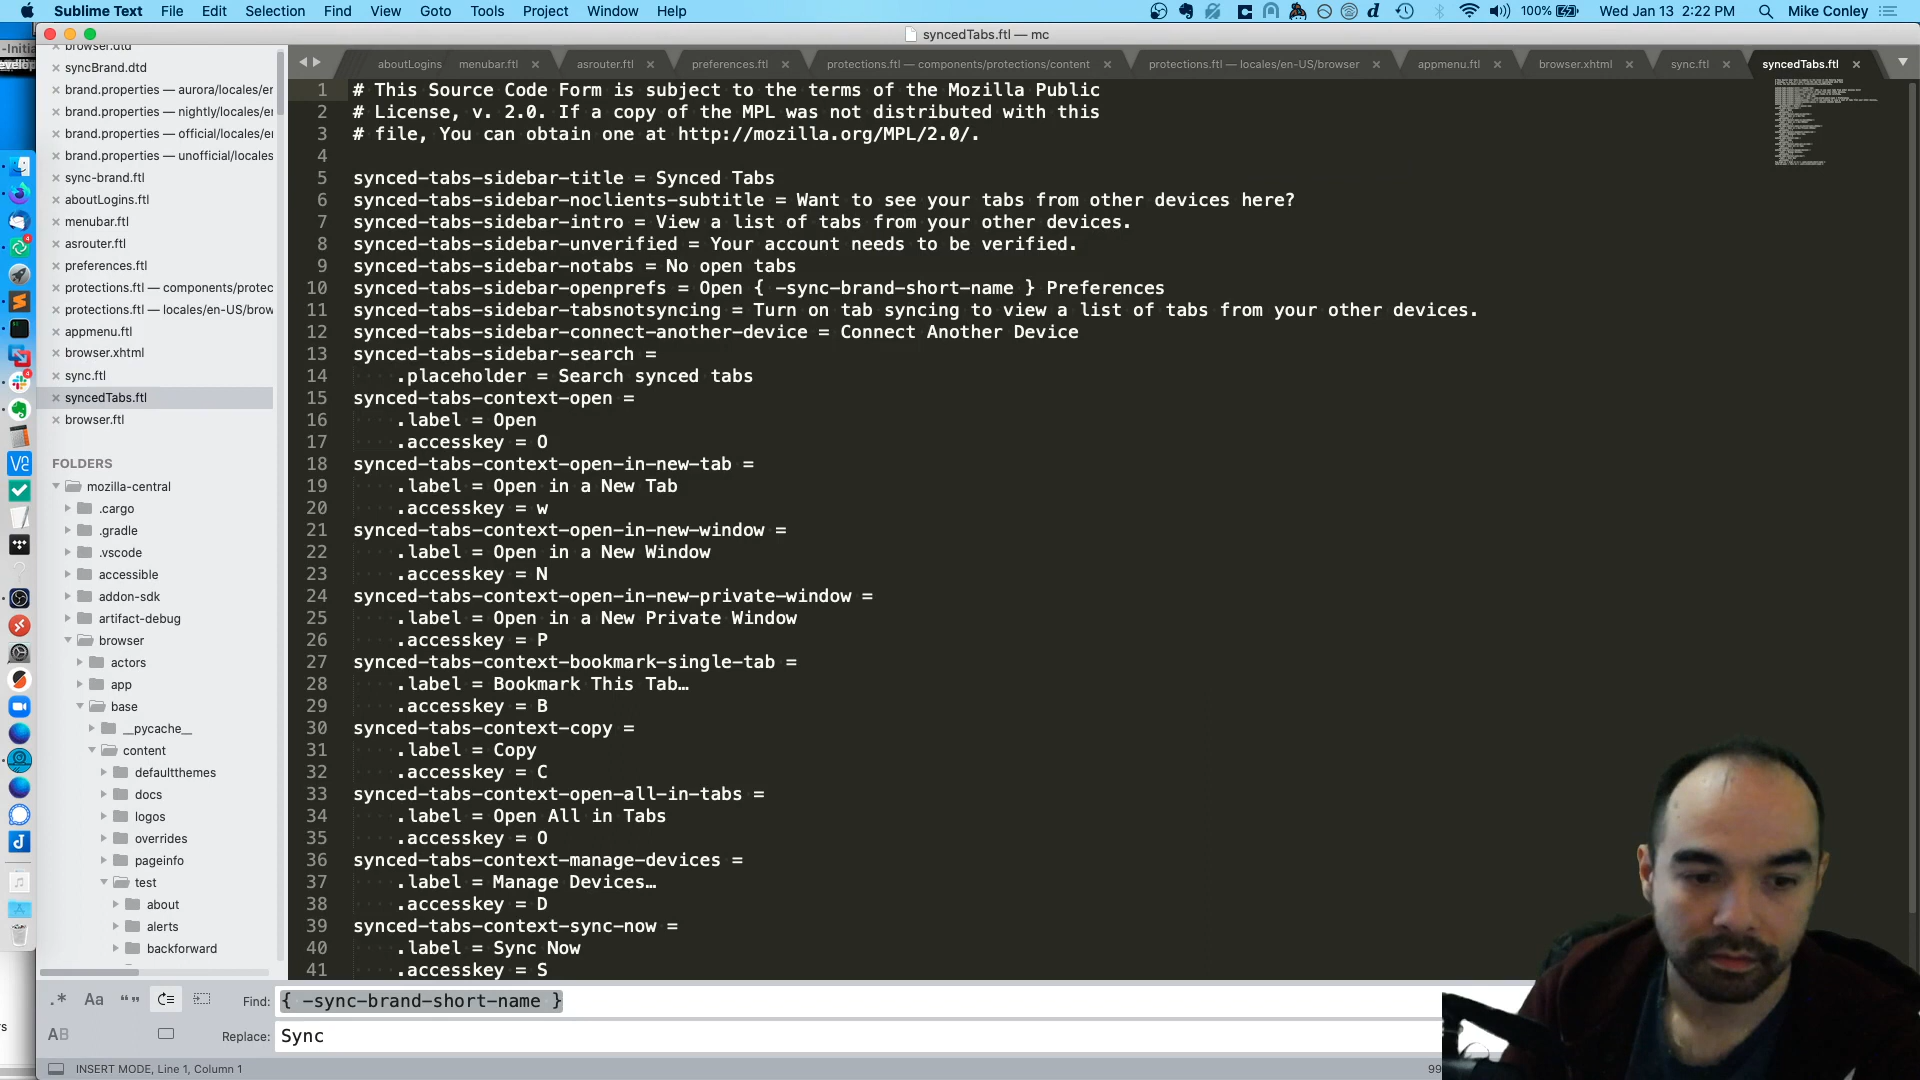 Sublime Text File Edit Selection Find View Goto Tools Project Window Help 100% Wed Jan 13 2:22 PM Mike Conley
syncedTabs.ftl — mc
aboutLogins menubar.ftl asrouter.ftl preferences.ftl protections.ftl — components/protections/content protections.ftl — locales/en-US/browser appmenu.ftl browser.xhtml sync.ftl syncedTabs.ftl
browser.dtd
syncBrand.dtd
brand.properties — aurora/locales/er
brand.properties — nightly/locales/er
brand.properties — official/locales/er
brand.properties — unofficial/locales
sync-brand.ftl
aboutLogins.ftl
menubar.ftl
asrouter.ftl
preferences.ftl
protections.ftl — components/protec
protections.ftl — locales/en-US/brow
appmenu.ftl
browser.xhtml
sync.ftl
syncedTabs.ftl
browser.ftl
FOLDERS
mozilla-central
.cargo
.gradle
.vscode
accessible
addon-sdk
artifact-debug
browser
actors
app
base
__pycache__
content
defaultthemes
docs
logos
overrides
pageinfo
test
about
alerts
backforward
1 # This Source Code Form is subject to the terms of the Mozilla Public
2 # License, v. 2.0. If a copy of the MPL was not distributed with this
3 # file, You can obtain one at http://mozilla.org/MPL/2.0/.
4
5 synced-tabs-sidebar-title = Synced Tabs
6 synced-tabs-sidebar-noclients-subtitle = Want to see your tabs from other devices here?
7 synced-tabs-sidebar-intro = View a list of tabs from your other devices.
8 synced-tabs-sidebar-unverified = Your account needs to be verified.
9 synced-tabs-sidebar-notabs = No open tabs
10 synced-tabs-sidebar-openprefs = Open { -sync-brand-short-name } Preferences
11 synced-tabs-sidebar-tabsnotsyncing = Turn on tab syncing to view a list of tabs from your other devices.
12 synced-tabs-sidebar-connect-another-device = Connect Another Device
13 synced-tabs-sidebar-search =
14 .placeholder = Search synced tabs
15 synced-tabs-context-open =
16 .label = Open
17 .accesskey = O
18 synced-tabs-context-open-in-new-tab =
19 .label = Open in a New Tab
20 .accesskey = w
21 synced-tabs-context-open-in-new-window =
22 .label = Open in a New Window
23 .accesskey = N
24 synced-tabs-context-open-in-new-private-window =
25 .label = Open in a New Private Window
26 .accesskey = P
27 synced-tabs-context-bookmark-single-tab =
28 .label = Bookmark This Tab…
29 .accesskey = B
30 synced-tabs-context-copy =
31 .label = Copy
32 .accesskey = C
33 synced-tabs-context-open-all-in-tabs =
34 .label = Open All in Tabs
35 .accesskey = O
36 synced-tabs-context-manage-devices =
37 .label = Manage Devices…
38 .accesskey = D
39 synced-tabs-context-sync-now =
40 .label = Sync Now
41 .accesskey = S
Find: { -sync-brand-short-name }
Replace: Sync
INSERT MODE, Line 1, Column 1 99